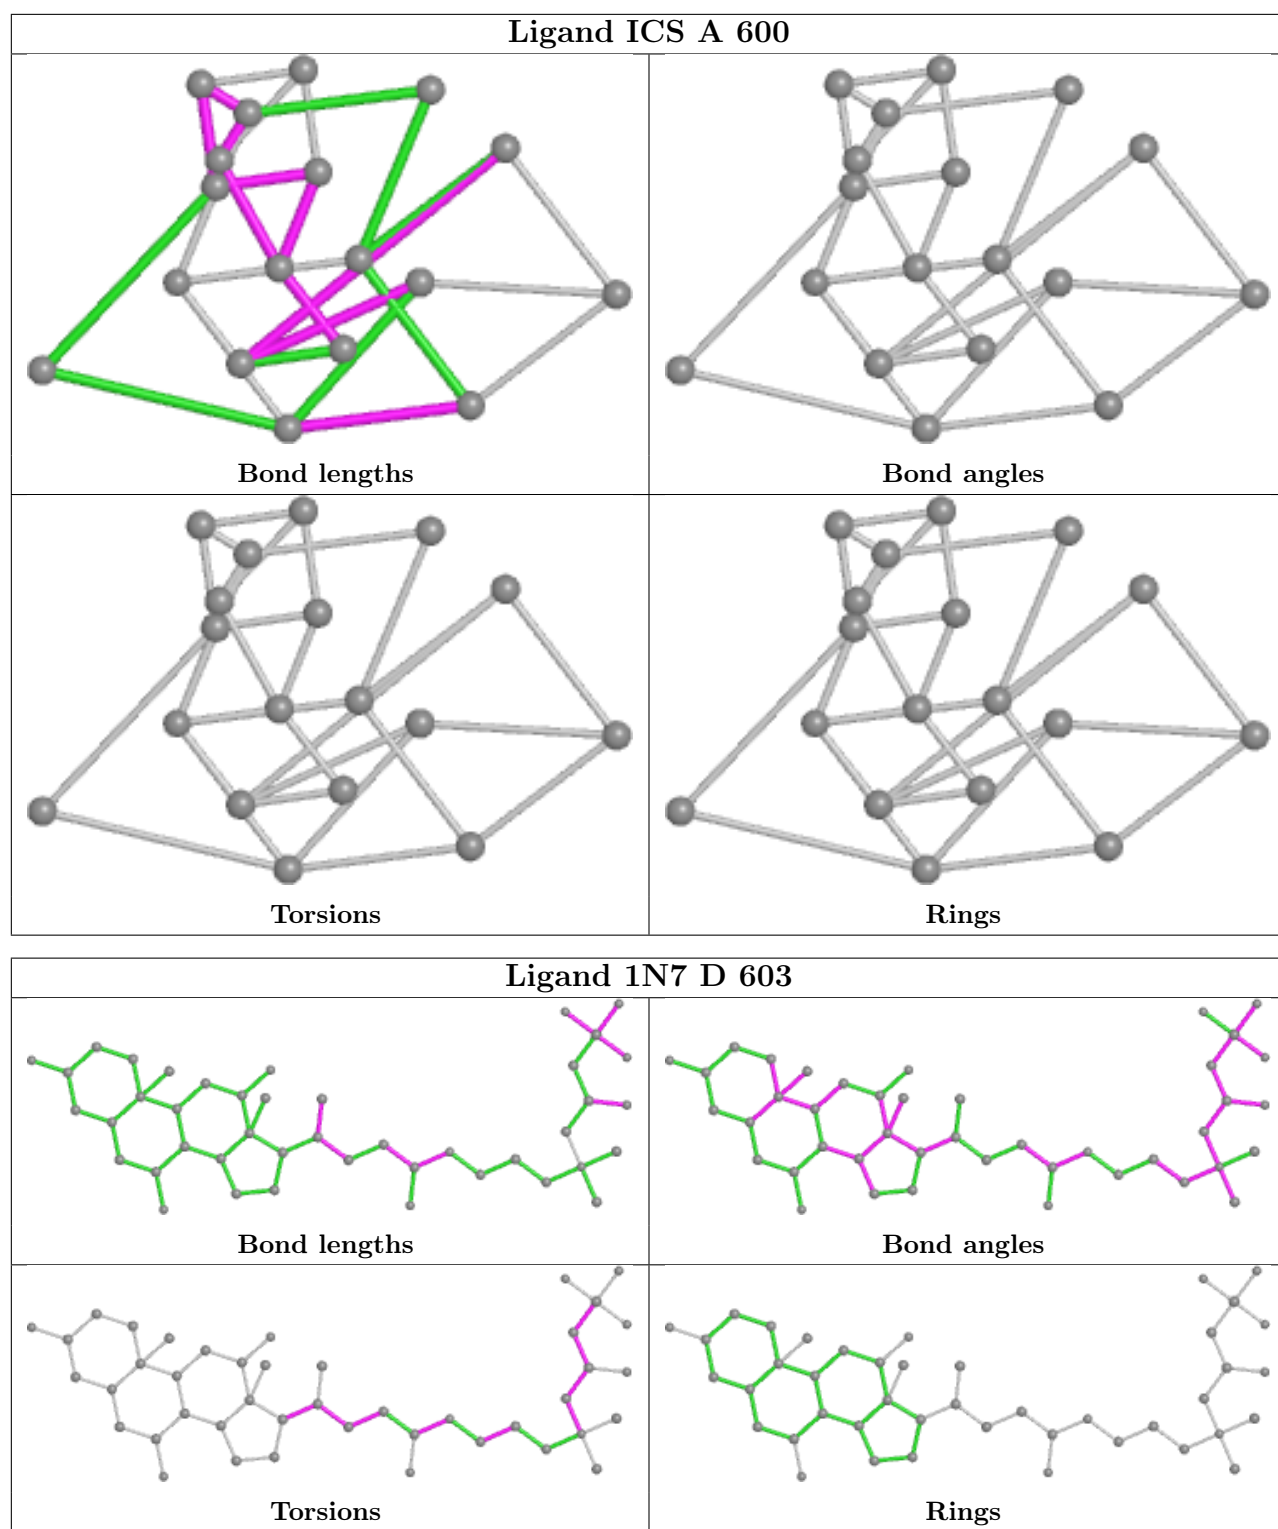 Ligand ICS A 600
Bond lengths
Bond angles
Torsions
Rings
Ligand 1N7 D 603
Bond lengths
Bond angles
Torsions
Rings